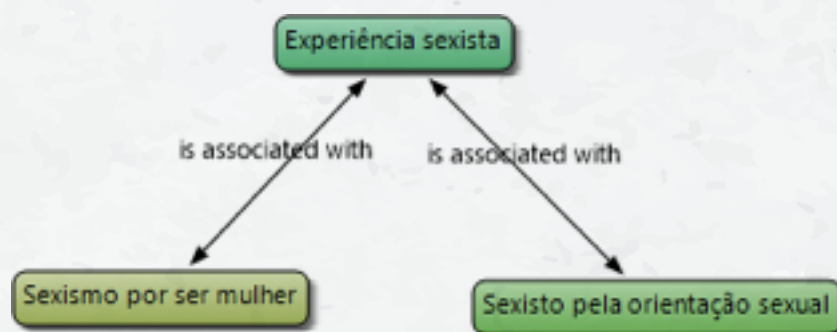 Experiência sexista
is associated with
is associated with
Sexismo por ser mulher
Sexisto pela orientação sexual